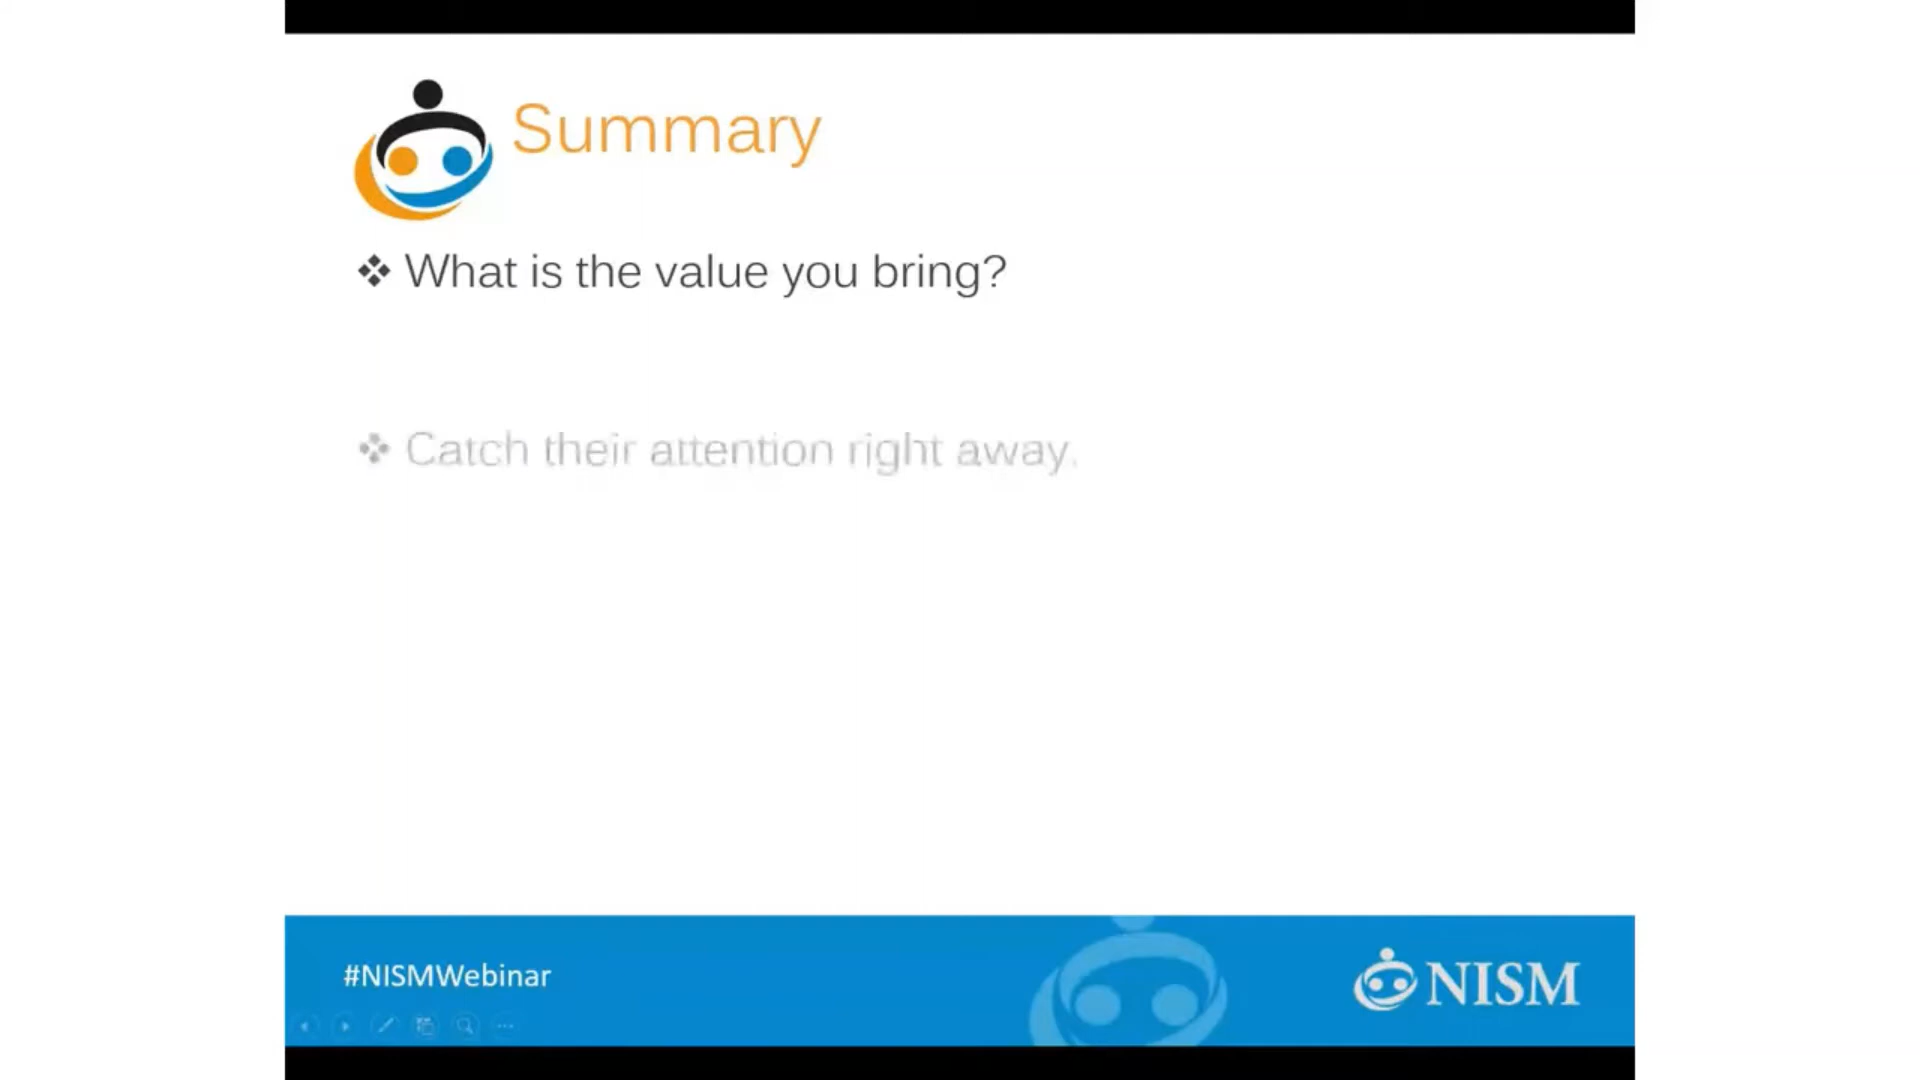 Summary
❖ What is the value you bring?
❖ Catch their attention right away.
#NISMWebinar
NISM